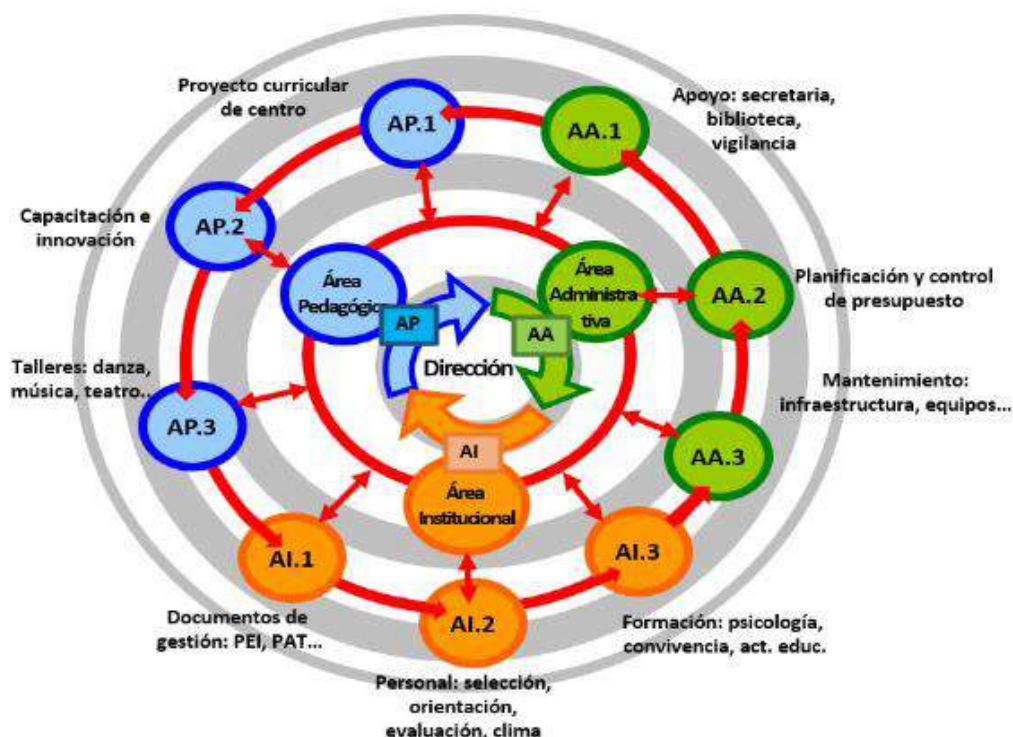 Proyecto curricular
de centro
AP.1
AA.1
Apoyo: secretaria,
biblioteca,
vigilancia
Capacitación e
innovación
AP.2
Área
Pedagógic
AP
Área
Administra
tiva
AA
AA.2
Planificación y control
de presupuesto
Dirección
Talleres: danza,
música, teatro..
AP.3
Mantenimiento:
infraestructura, equipos...
AA.3
AI
Área
Institucional
AI.1
AI.2
AI.3
Documentos de
gestión: PEI, PAT...
Formación: psicología,
convivencia, act. educ.
Personal: selección,
orientación,
evaluación, clima